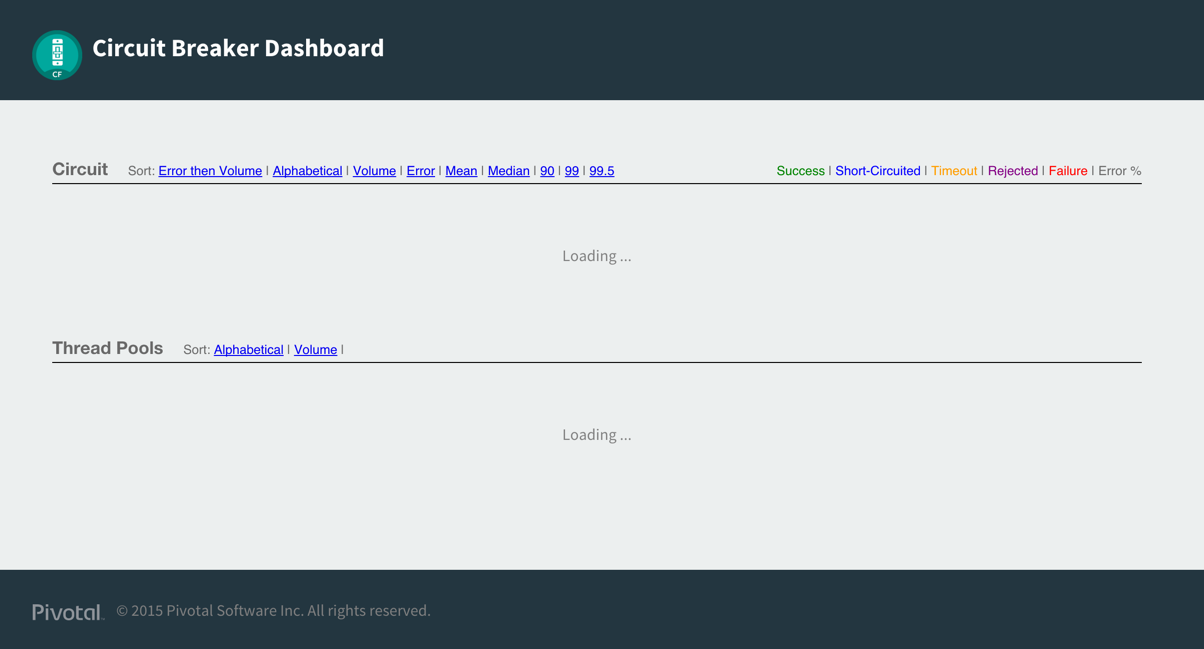 CF
Circuit Breaker Dashboard
Circuit Sort: Error then Volume | Alphabetical | Volume | Error | Mean | Median | 90 | 99 | 99.5 Success | Short-Circuited | Timeout | Rejected | Failure | Error %
Loading ...
Thread Pools Sort: Alphabetical | Volume |
Loading ...
Pivotal © 2015 Pivotal Software Inc. All rights reserved.